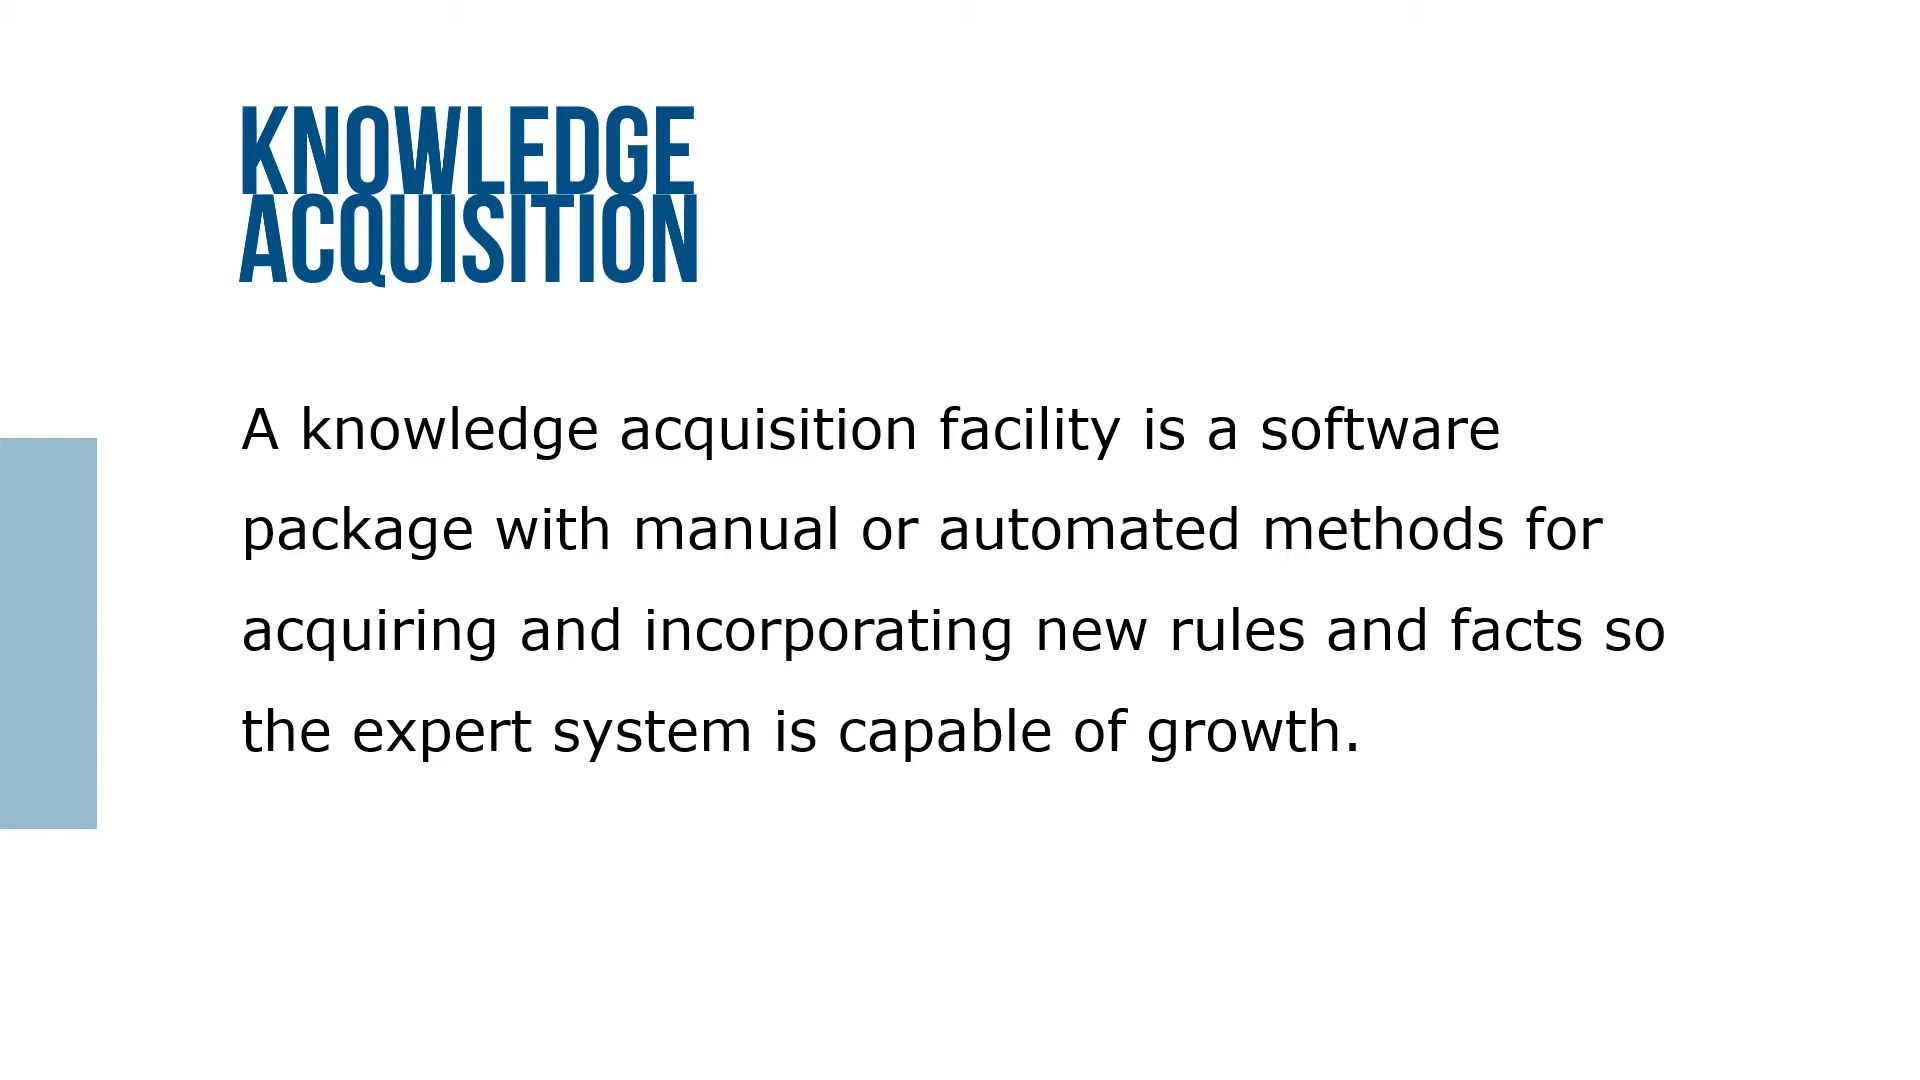 KNOWLEDGE
ACQUISITION
A knowledge acquisition facility is a software
package with manual or automated methods for
acquiring and incorporating new rules and facts so
the expert system is capable of growth.